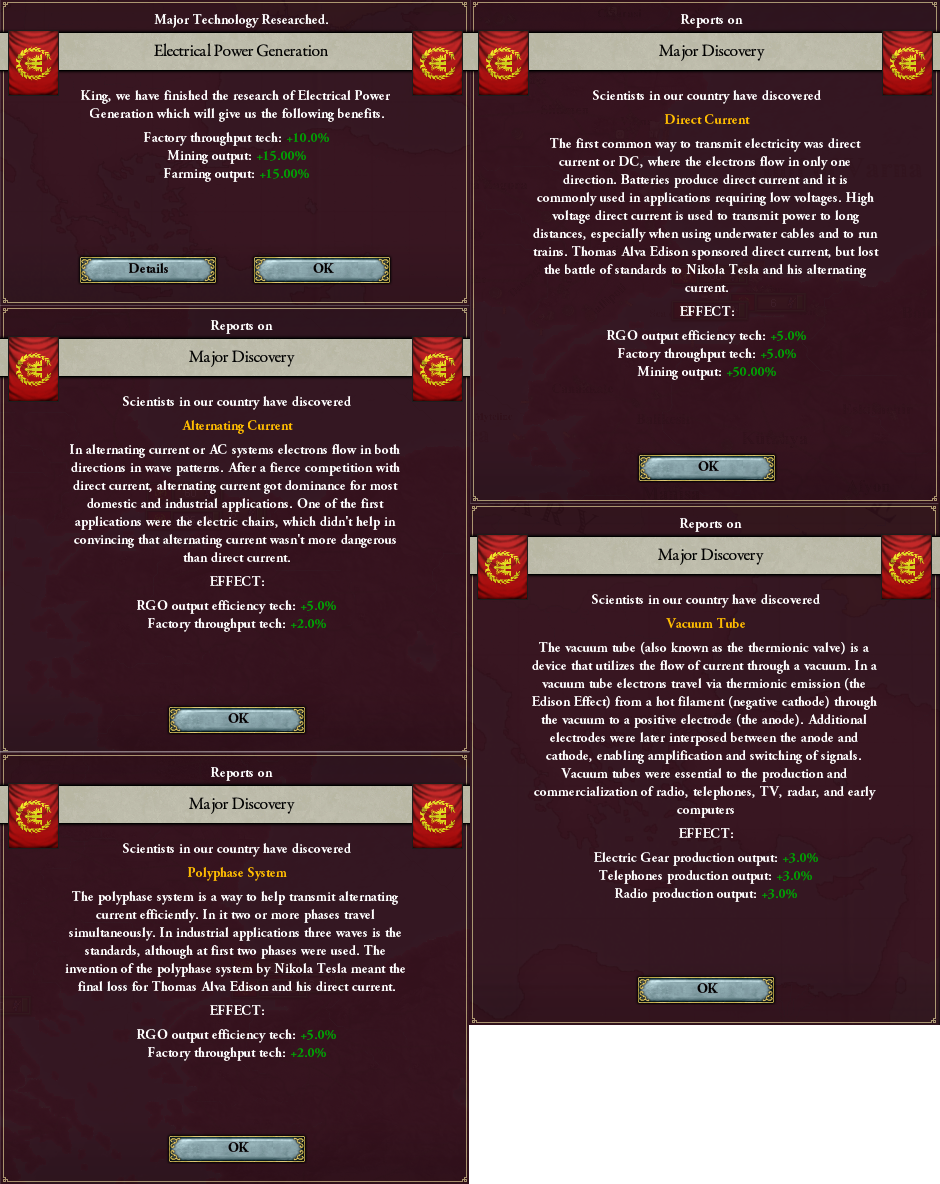 Major Technology Researched.
Electrical Power Generation
King, we have finished the research of Electrical Power
Generation which will give us the following benefits.
Factory throughput tech: +10.0%
Mining output: +15.00%
Farming output: +15.00%
Details
OK
Reports on
Major Discovery
Scientists in our country have discovered
Alternating Current
In alternating current or AC systems electrons flow in both
directions in wave patterns. After a fierce competition with
direct current, alternating current got dominance for most
domestic and industrial applications. One of the first
applications were the electric chairs, which didn't help in
convincing that alternating current wasn't more dangerous
than direct current.
EFFECT:
RGO output efficiency tech: +5.0%
Factory throughput tech: +2.0%
OK
Reports on
Major Discovery
Scientists in our country have discovered
Polyphase System
The polyphase system is a way to help transmit alternating
current efficiently. In it two or more phases travel
simultaneously. In industrial applications three waves is the
standards, although at first two phases were used. The
invention of the polyphase system by Nikola Tesla meant the
final loss for Thomas Alva Edison and his direct current.
EFFECT:
RGO output efficiency tech: +5.0%
Factory throughput tech: +2.0%
OK
Reports on
Major Discovery
Scientists in our country have discovered
Direct Current
The first common way to transmit electricity was direct
current or DC, where the electrons flow in only one
direction. Batteries produce direct current and it is
commonly used in applications requiring low voltages. High
voltage direct current is used to transmit power to long
distances, especially when using underwater cables and to run
trains. Thomas Alva Edison sponsored direct current, but lost
the battle of standards to Nikola Tesla and his alternating
current.
EFFECT:
RGO output efficiency tech: +5.0%
Factory throughput tech: +5.0%
Mining output: +50.00%
OK
Reports on
Major Discovery
Scientists in our country have discovered
Vacuum Tube
The vacuum tube (also known as the thermionic valve) is a
device that utilizes the flow of current through a vacuum. In a
vacuum tube electrons travel via thermionic emission (the
Edison Effect) from a hot filament (negative cathode) through
the vacuum to a positive electrode (the anode). Additional
electrodes were later interposed between the anode and
cathode, enabling amplification and switching of signals.
Vacuum tubes were essential to the production and
commercialization of radio, telephones, TV, radar, and early
computers
EFFECT:
Electric Gear production output: +3.0%
Telephones production output: +3.0%
Radio production output: +3.0%
OK